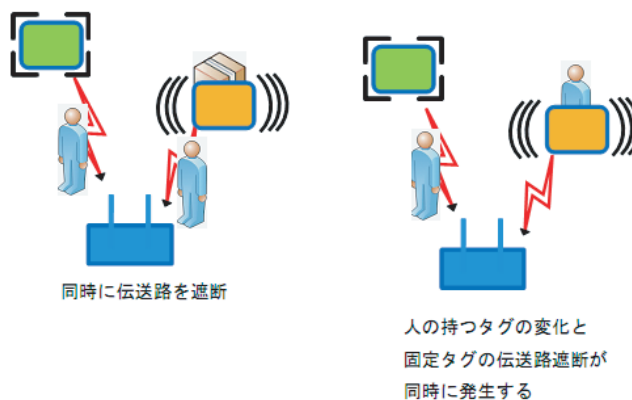 同時に伝送路を遮断
人の持つタグの変化と
固定タグの伝送路遮断が
同時に発生する